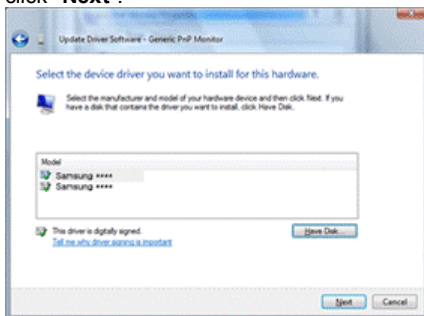 click "Next".
Update Driver Software - Generic PnP Monitor
Select the device driver you want to install for this hardware.
Select the manufacturer and model of your hardware device and then click Next. If you
have a disk that contains the driver you want to install, click Have Disk.
Model
Samsung ****
Samsung ****
This driver is digitally signed.
Have Disk...
Tell me why driver signing is important
Next Cancel